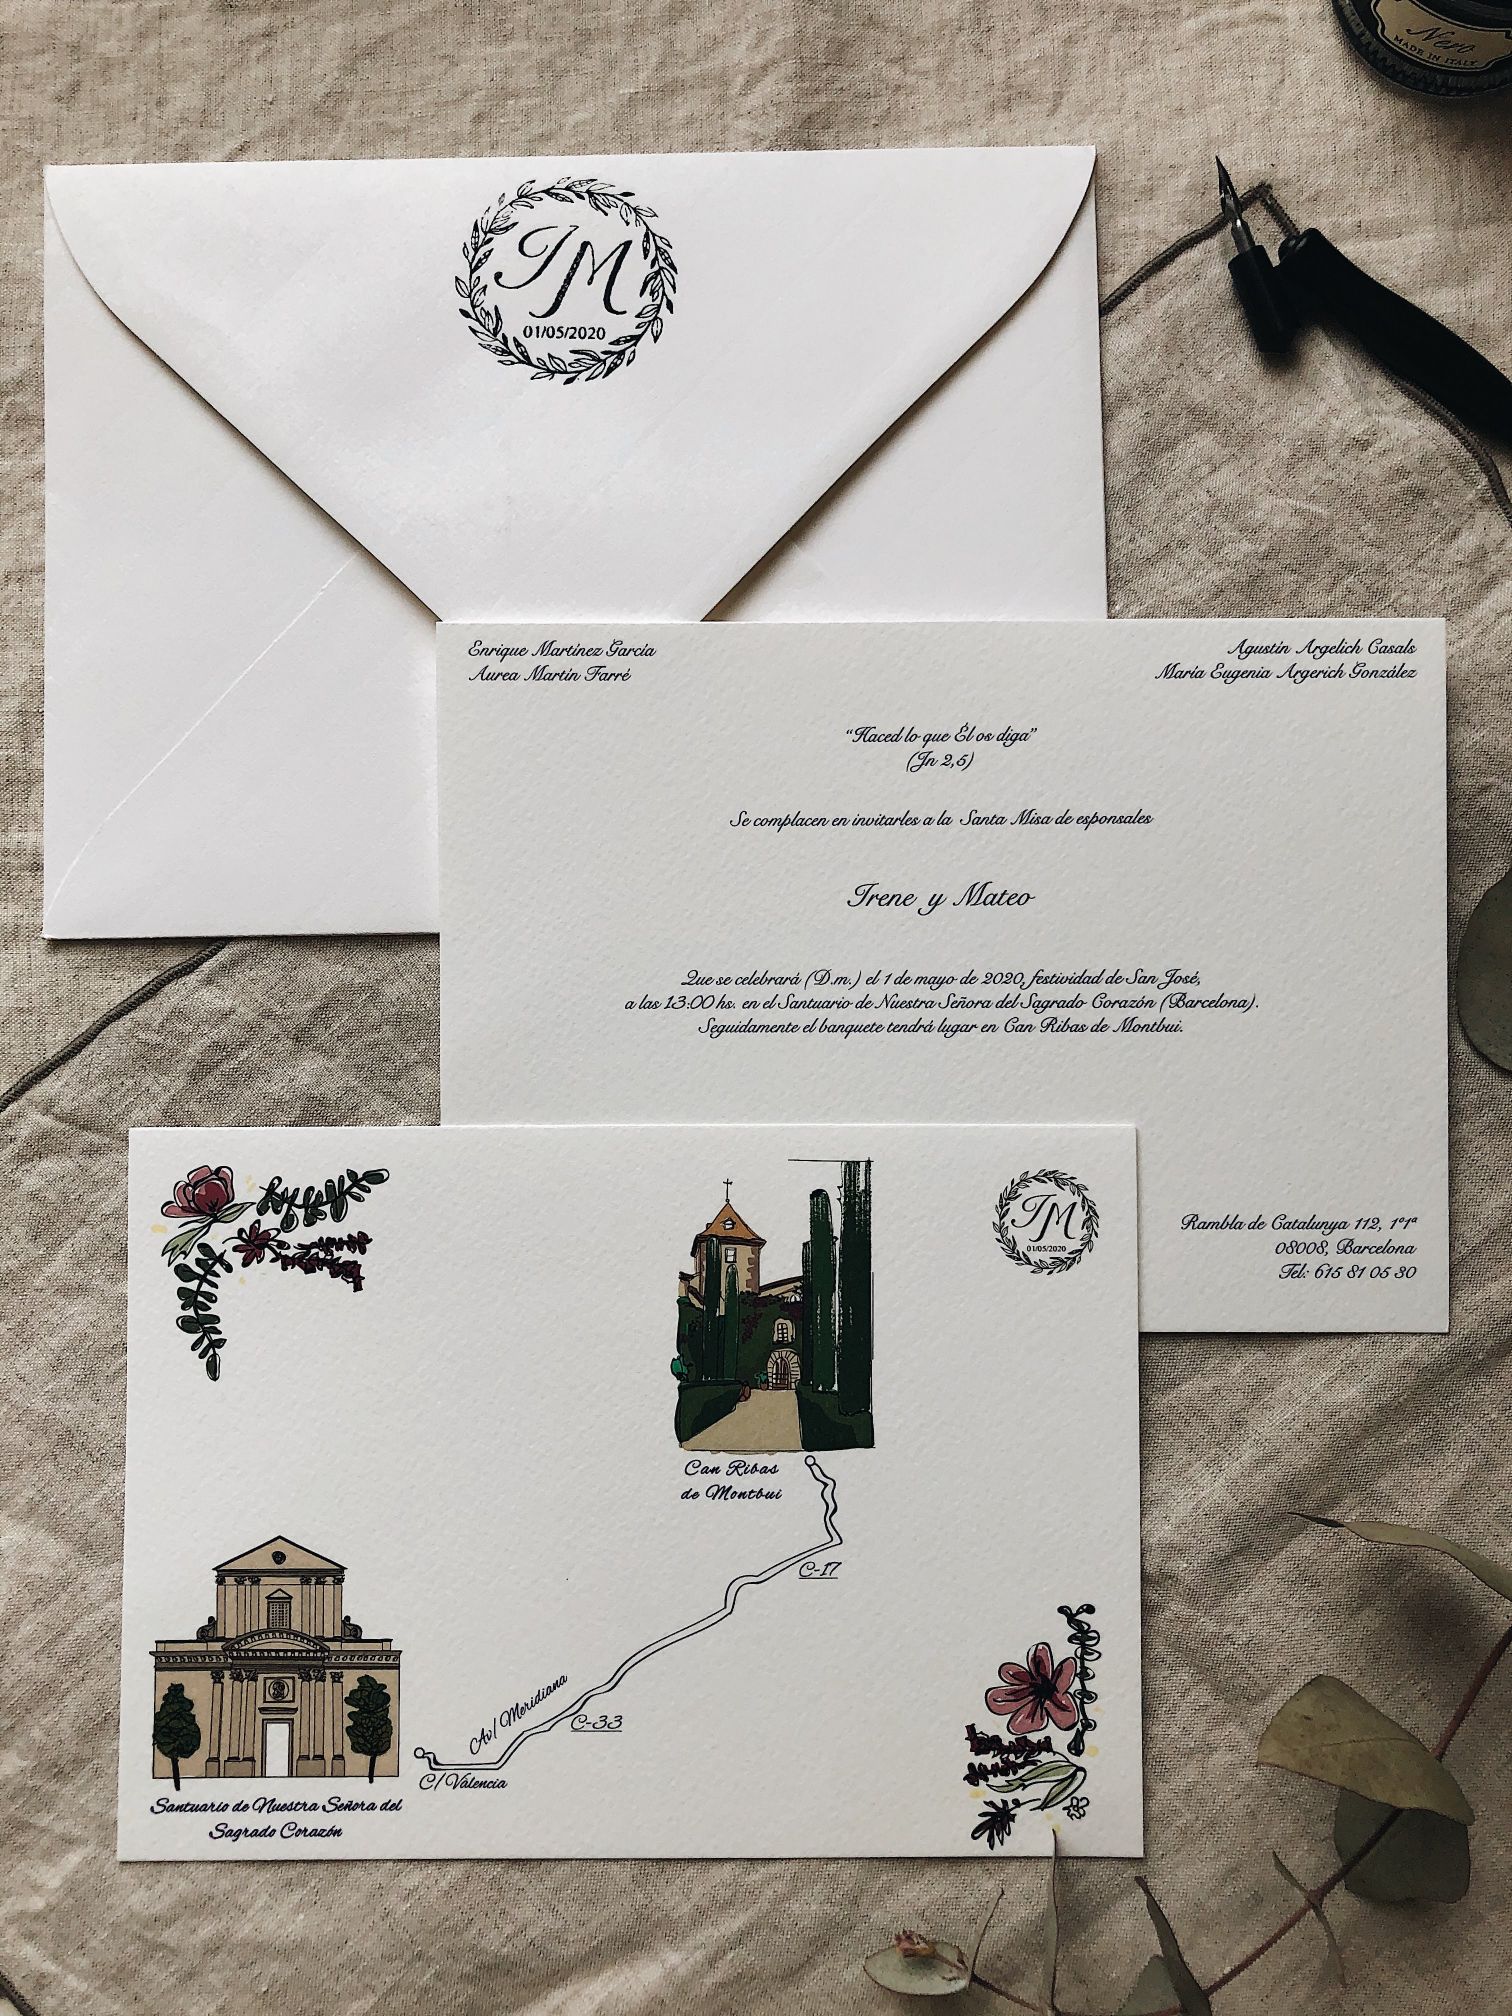 Nero
MADE IN ITALY
IM
01/05/2020
Enrique Martínez García
Aurea Martín Farré
Agustín Argelich Casals
María Eugenia Argerich González
“Haced lo que Él os diga”
(Jn 2,5)
Se complacen en invitarles a la Santa Misa de esponsales
Irene y Mateo
Que se celebrará (D.m.) el 1 de mayo de 2020, festividad de San José,
a las 13:00 hs. en el Santuario de Nuestra Señora del Sagrado Corazón (Barcelona).
Seguidamente el banquete tendrá lugar en Can Ribas de Montbui.
Rambla de Catalunya 112, 1º1ª
08008, Barcelona
Tel: 615 81 05 30
IM
01/05/2020
Can Ribas
de Montbui
C-17
Av/ Meridiana
C-33
C/ Valencia
Santuario de Nuestra Señora del
Sagrado Corazón